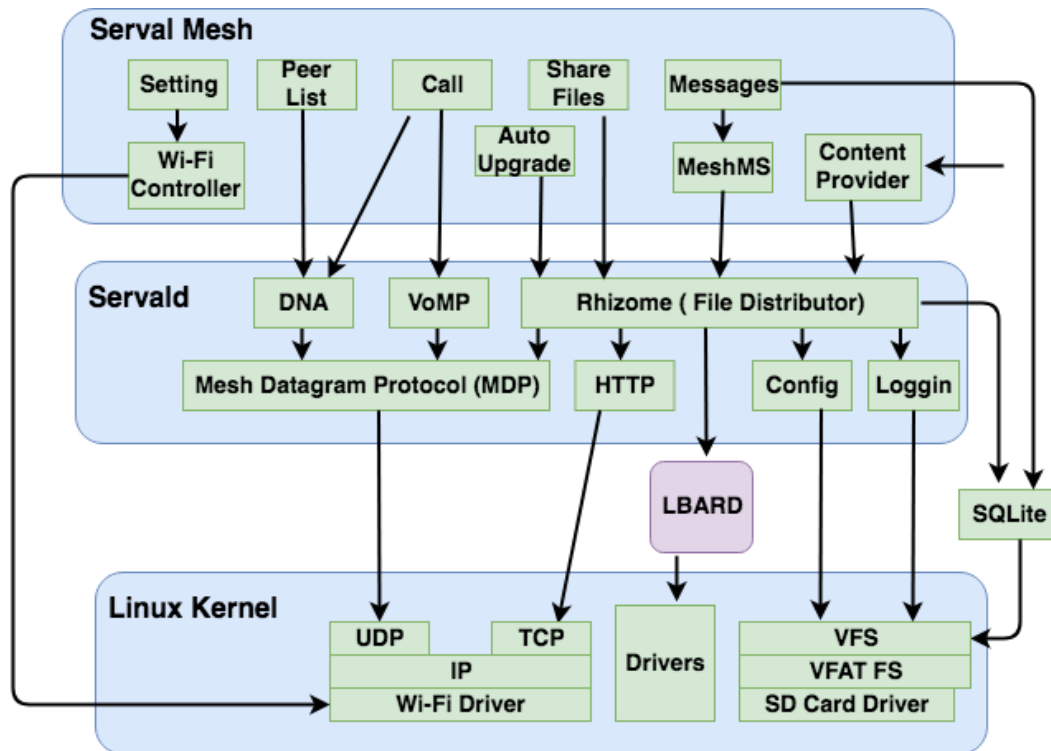 Serval Mesh
Setting
Peer
List
Call
Share
Files
Messages
Auto
Upgrade
Wi-Fi
Controller
MeshMS
Content
Provider
Servald
DNA
VoMP
Rhizome ( File Distributor)
Mesh Datagram Protocol (MDP)
HTTP
Config
Loggin
LBARD
SQLite
Linux Kernel
UDP
TCP
IP
Wi-Fi Driver
Drivers
VFS
VFAT FS
SD Card Driver